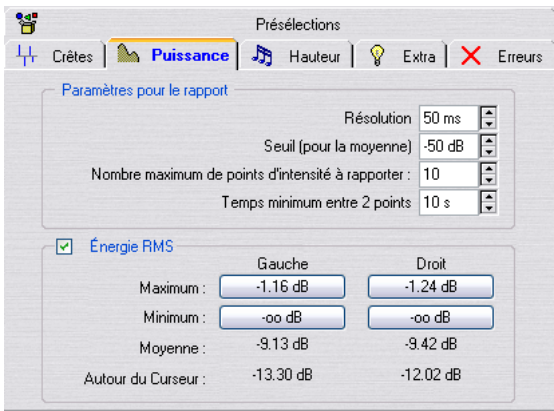 Présélections
Crêtes Puissance Hauteur Extra Erreurs
Paramètres pour le rapport
Résolution 50 ms
Seuil (pour la moyenne) -50 dB
Nombre maximum de points d'intensité à rapporter : 10
Temps minimum entre 2 points 10 s
Énergie RMS
Gauche Droit
Maximum : -1.16 dB -1.24 dB
Minimum : -oo dB -oo dB
Moyenne : -9.13 dB -9.42 dB
Autour du Curseur : -13.30 dB -12.02 dB